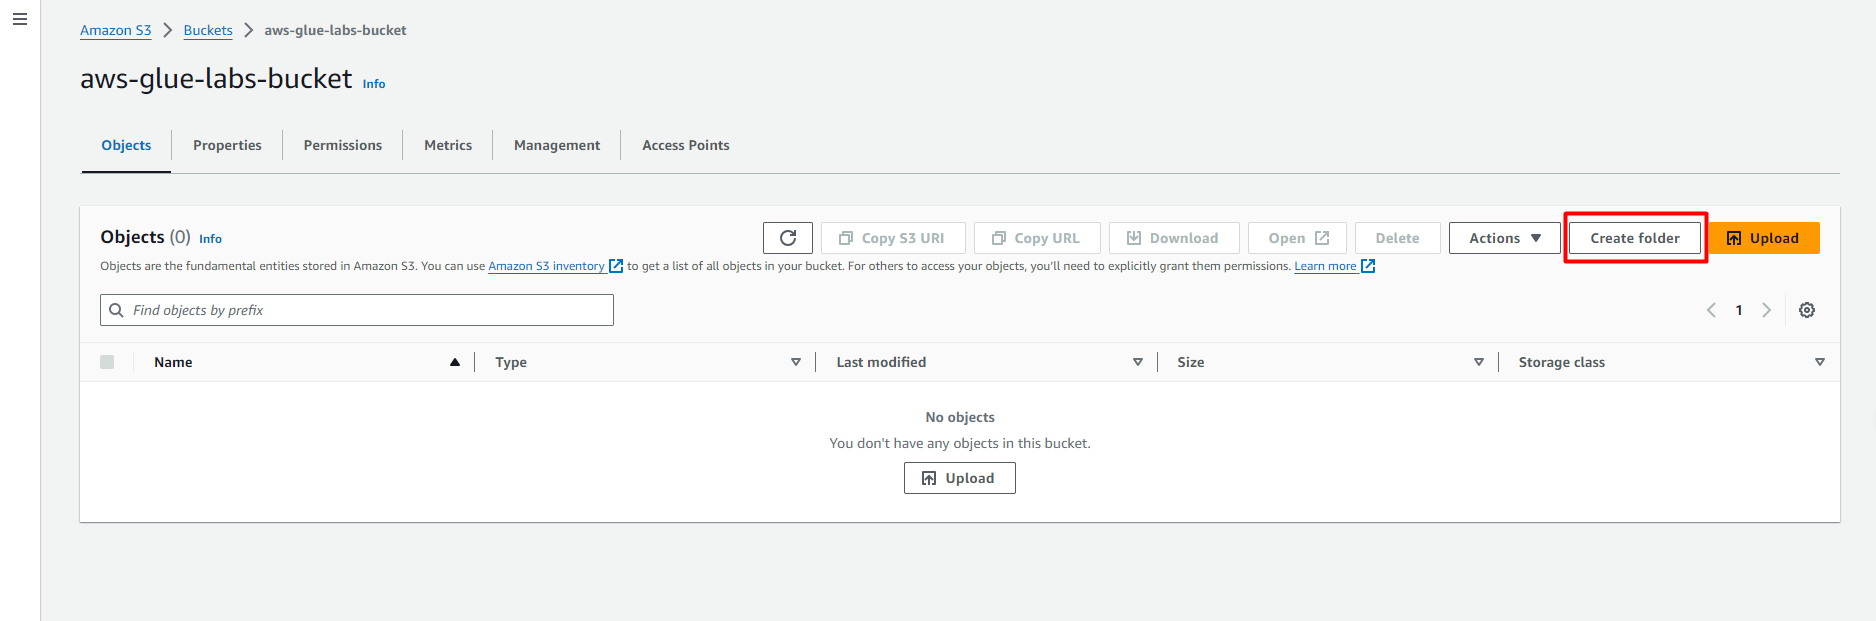 Amazon S3 > Buckets > aws-glue-labs-bucket
aws-glue-labs-bucket Info
Objects Properties Permissions Metrics Management Access Points
Objects (0) Info Copy S3 URI Copy URL Download Open Delete Actions Create folder Upload
Objects are the fundamental entities stored in Amazon S3. You can use Amazon S3 inventory to get a list of all objects in your bucket. For others to access your objects, you'll need to explicitly grant them permissions. Learn more
Find objects by prefix 1
Name Type Last modified Size Storage class
No objects
You don't have any objects in this bucket.
Upload